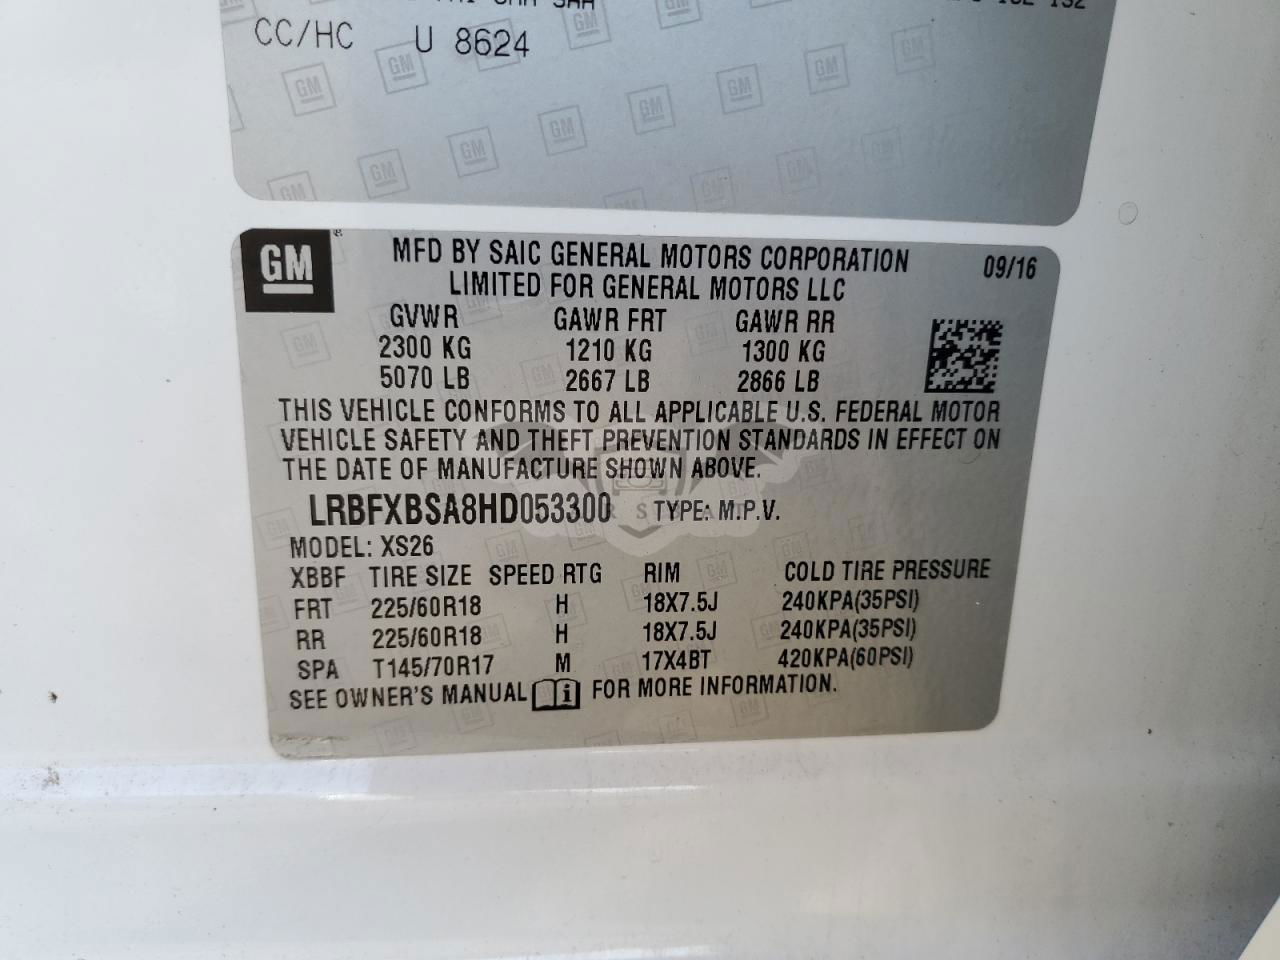 CC/HC U 8624
GM
MFD BY SAIC GENERAL MOTORS CORPORATION 09/16
LIMITED FOR GENERAL MOTORS LLC
GVWR GAWR FRT GAWR RR
2300 KG 1210 KG 1300 KG
5070 LB 2667 LB 2866 LB
THIS VEHICLE CONFORMS TO ALL APPLICABLE U.S. FEDERAL MOTOR
VEHICLE SAFETY AND THEFT PREVENTION STANDARDS IN EFFECT ON
THE DATE OF MANUFACTURE SHOWN ABOVE.
LRBFXBSA8HD053300 TYPE: M.P.V.
MODEL: XS26
XBBF TIRE SIZE SPEED RTG RIM COLD TIRE PRESSURE
FRT 225/60R18 H 18X7.5J 240KPA(35PSI)
RR 225/60R18 H 18X7.5J 240KPA(35PSI)
SPA T145/70R17 M 17X4BT 420KPA(60PSI)
SEE OWNER'S MANUAL FOR MORE INFORMATION.